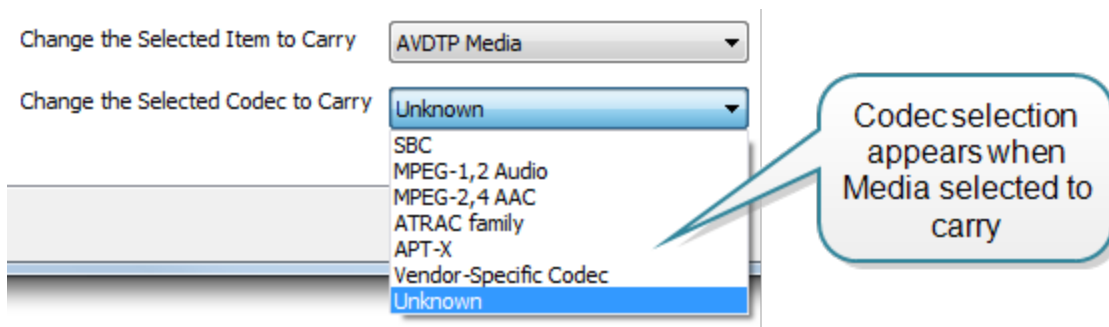 Change the Selected Item to Carry
AVDTP Media
Change the Selected Codec to Carry
Unknown
SBC
MPEG-1,2 Audio
MPEG-2,4 AAC
ATRAC family
APT-X
Vendor-Specific Codec
Unknown
Codec selection
appears when
Media selected to
carry